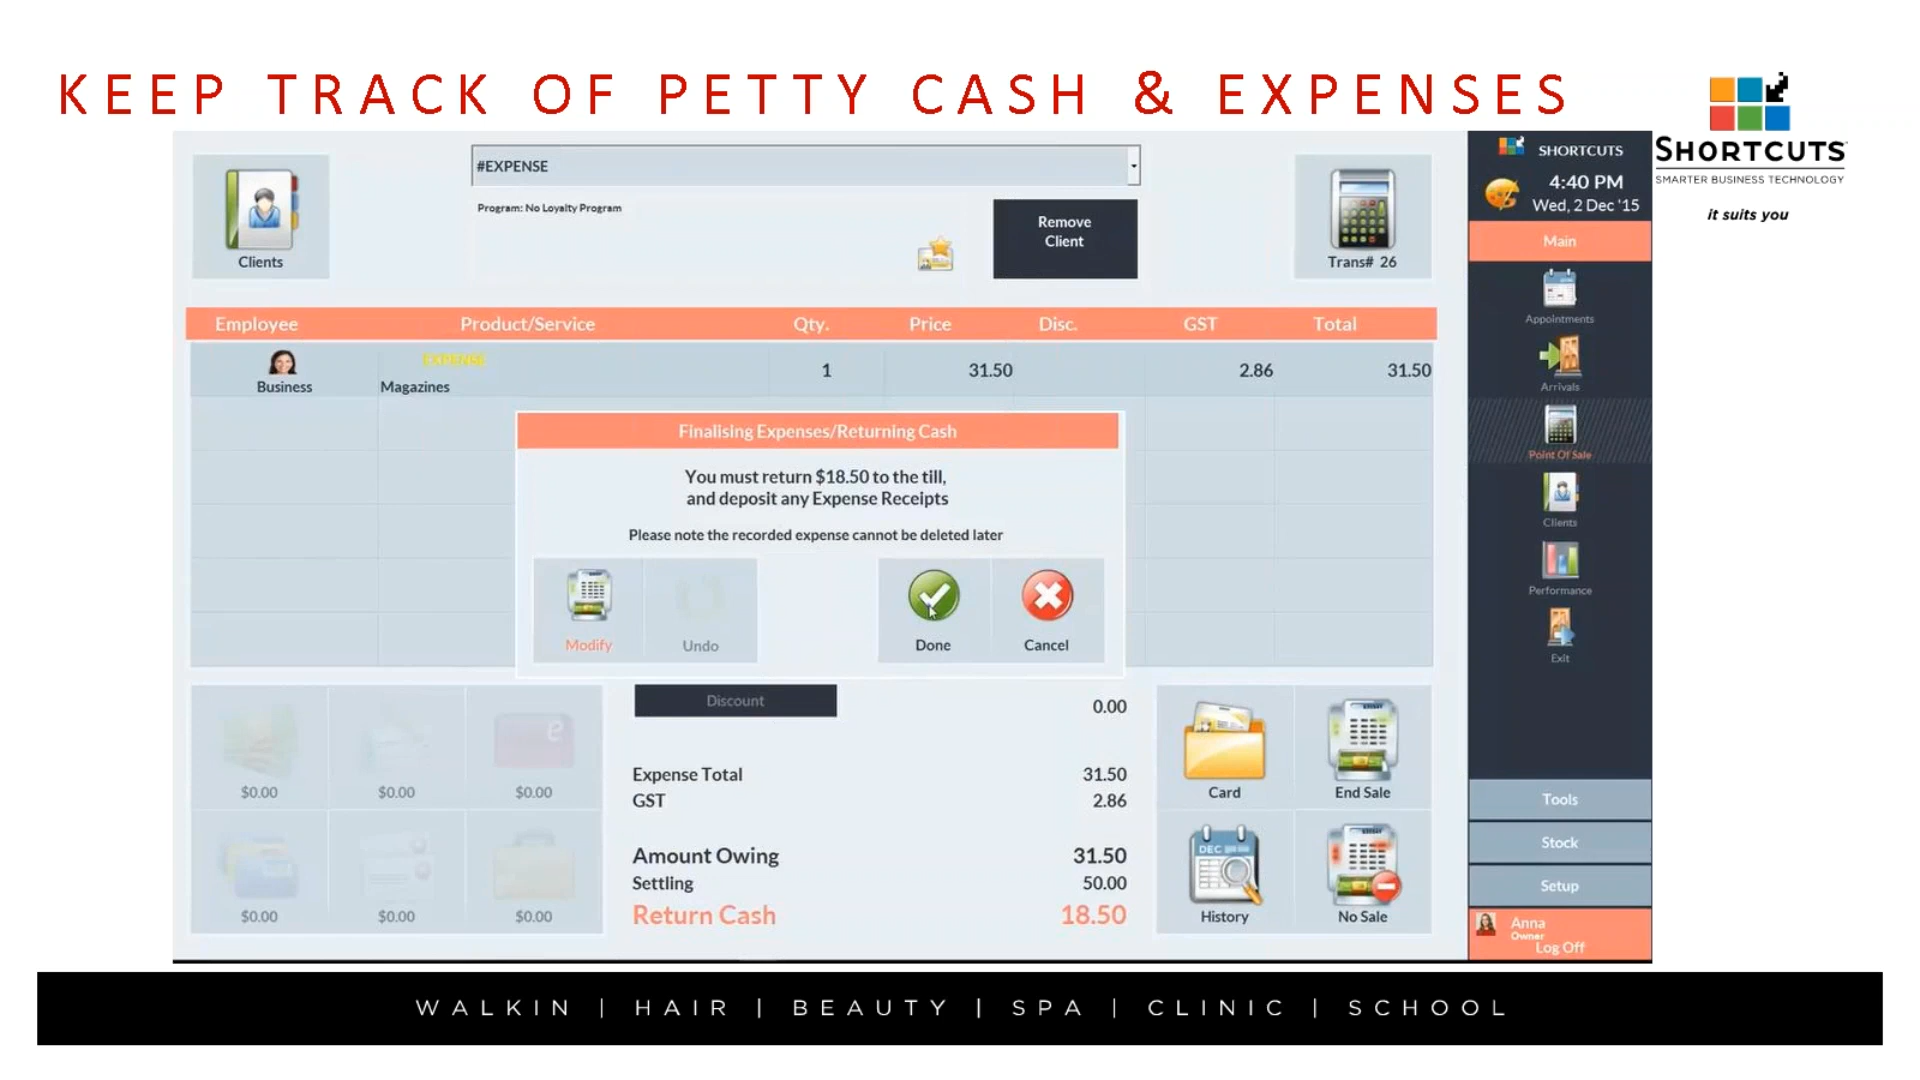 KEEP TRACK OF PETTY CASH & EXPENSES
SHORTCUTS
SMARTER BUSINESS TECHNOLOGY
it suits you
#EXPENSE
Program: No Loyalty Program
Clients
Remove
Client
Trans# 26
Employee Product/Service Qty. Price Disc. GST Total
EXPENSE
Business Magazines 1 31.50 2.86 31.50
Finalising Expenses/Returning Cash
You must return $18.50 to the till,
and deposit any Expense Receipts
Please note the recorded expense cannot be deleted later
Modify Undo Done Cancel
$0.00 $0.00 $0.00
$0.00 $0.00 $0.00
Discount 0.00
Expense Total 31.50
GST 2.86
Amount Owing 31.50
Settling 50.00
Return Cash 18.50
Card End Sale
DEC
History No Sale
SHORTCUTS
4:40 PM
Wed, 2 Dec '15
Main
Appointments
Arrivals
Point Of Sale
Clients
Performance
Exit
Tools
Stock
Setup
Anna
Owner
Log Off
WALKIN | HAIR | BEAUTY | SPA | CLINIC | SCHOOL